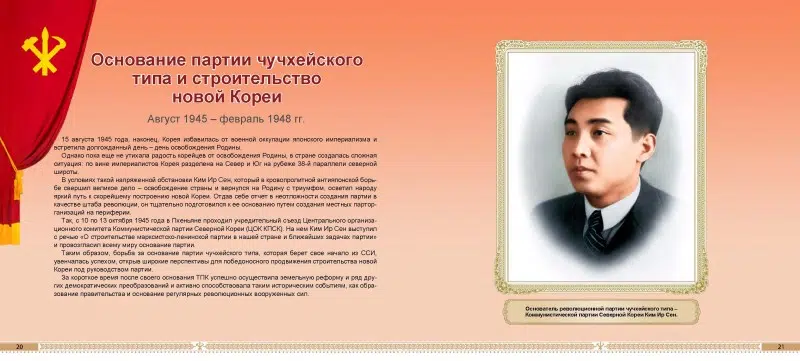 Основание партии чучхейского
типа и строительство
новой Кореи
Август 1945 – февраль 1948 гг.
15 августа 1945 года, наконец, Корея избавилась от военной оккупации японского империализма и
встретила долгожданный день – день освобождения Родины.
Однако пока еще не утихала радость корейцев от освобождения Родины, в стране создалась сложная
ситуация: по вине империалистов Корея разделена на Север и Юг на рубеже 38-й параллели северной
широты.
В условиях такой напряженной обстановки Ким Ир Сен, который в кровопролитной антияпонской борь-
бе свершил великое дело – освобождение страны и вернулся на Родину с триумфом, осветил народу
яркий путь к скорейшему построению новой Кореи. Отдав себе отчет в неотложности создания партии в
качестве штаба революции, он тщательно подготовился к ее основанию путем создания местных партор-
ганизаций на периферии.
Так, с 10 по 13 октября 1945 года в Пхеньяне проходил учредительный съезд Центрального организа-
ционного комитета Коммунистической партии Северной Кореи (ЦОК КПСК). На нем Ким Ир Сен выступил
с речью «О строительстве марксистско-ленинской партии в нашей стране и ближайших задачах партии»
и провозгласил всему миру основание партии.
Таким образом, борьба за основание партии чучхейского типа, которая берет свое начало из ССИ,
увенчалась успехом, открыв широкие перспективы для победоносного продвижения строительства новой
Кореи под руководством партии.
За короткое время после своего основания ТПК успешно осуществила земельную реформу и ряд дру-
гих демократических преобразований и активно способствовала таким историческим событиям, как обра-
зование правительства и основание регулярных революционных вооруженных сил.
Основатель революционной партии чучхейского типа –
Коммунистической партии Северной Кореи Ким Ир Сен.
20
21